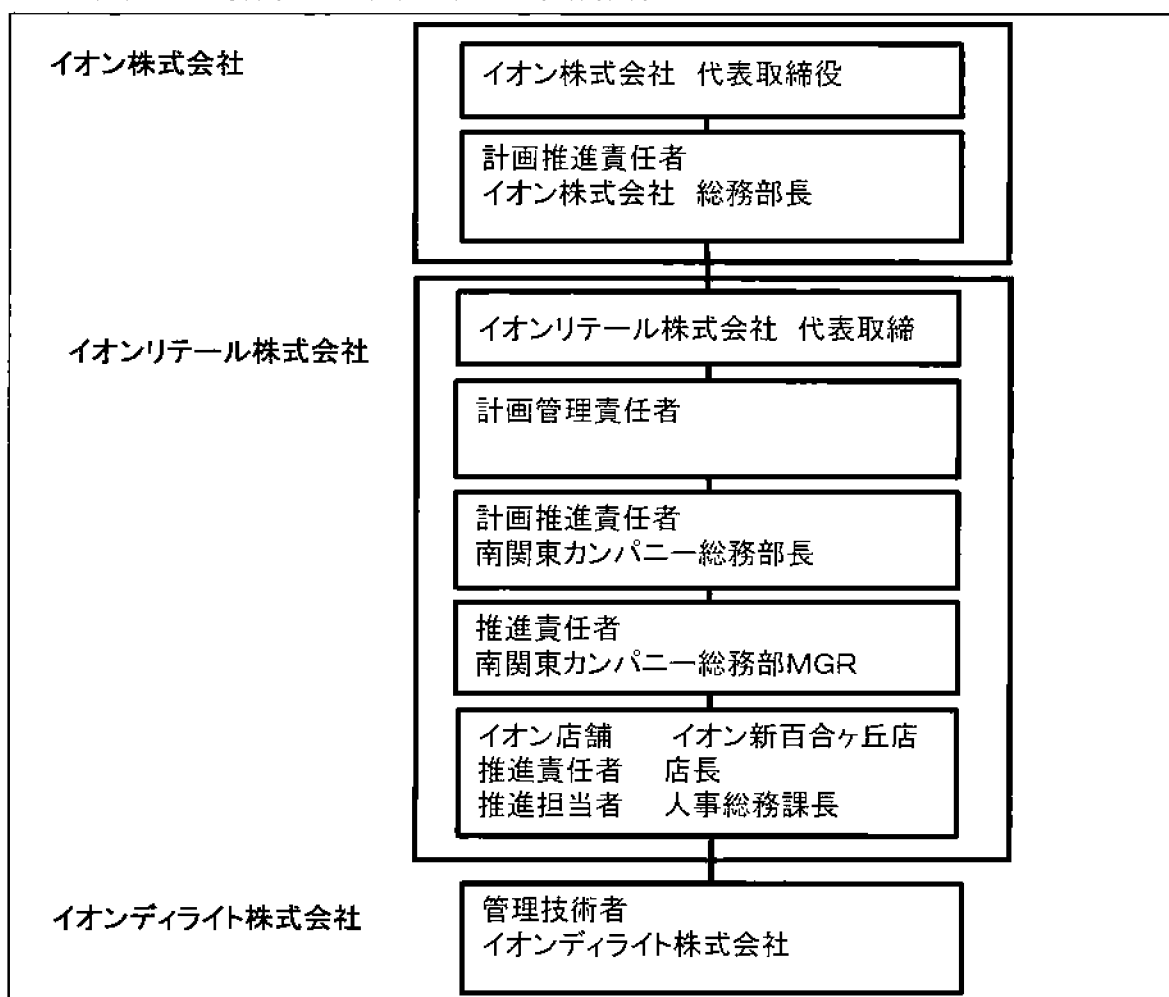 イオン株式会社
イオン株式会社 代表取締役
計画推進責任者
イオン株式会社 総務部長
イオンリテール株式会社
イオンリテール株式会社 代表取締
計画管理責任者
計画推進責任者
南関東カンパニー総務部長
推進責任者
南関東カンパニー総務部MGR
イオン店舗 イオン新百合ヶ丘店
推進責任者 店長
推進担当者 人事総務課長
イオンディライト株式会社
管理技術者
イオンディライト株式会社